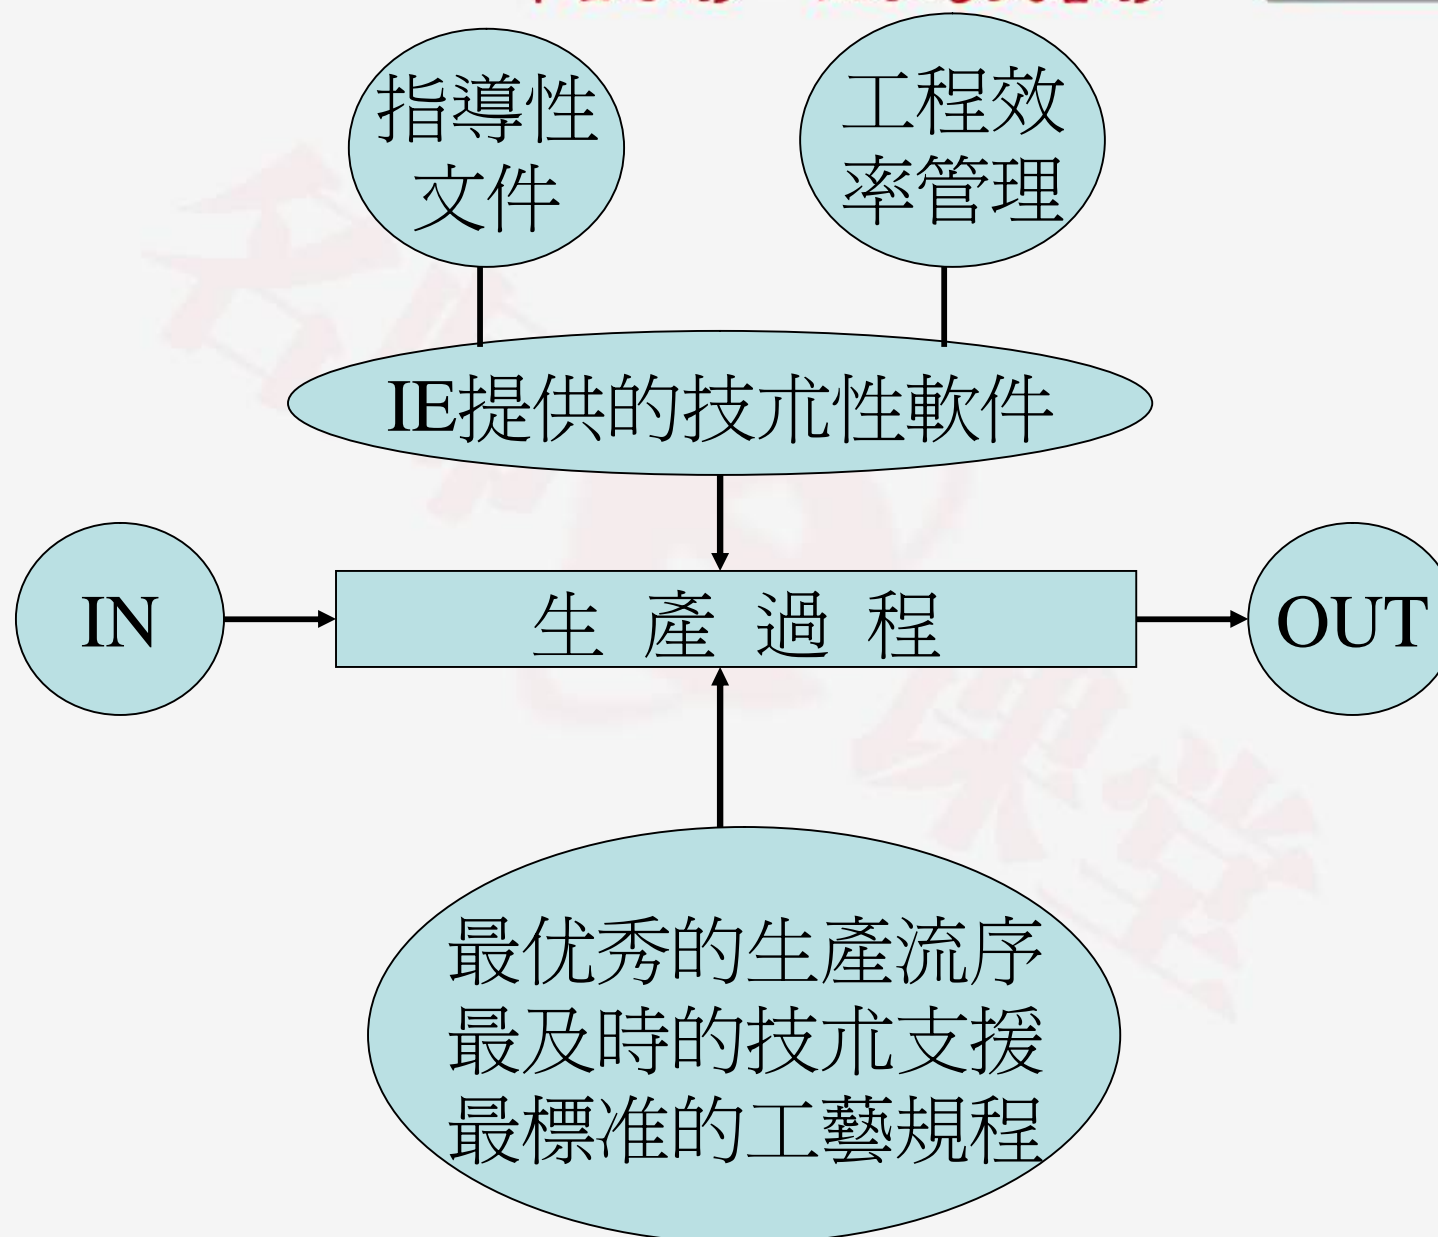 指導性
文件
工程效
率管理
IE提供的技朮性軟件
IN
生 產 過 程
OUT
最优秀的生產流序
最及時的技朮支援
最標准的工藝規程